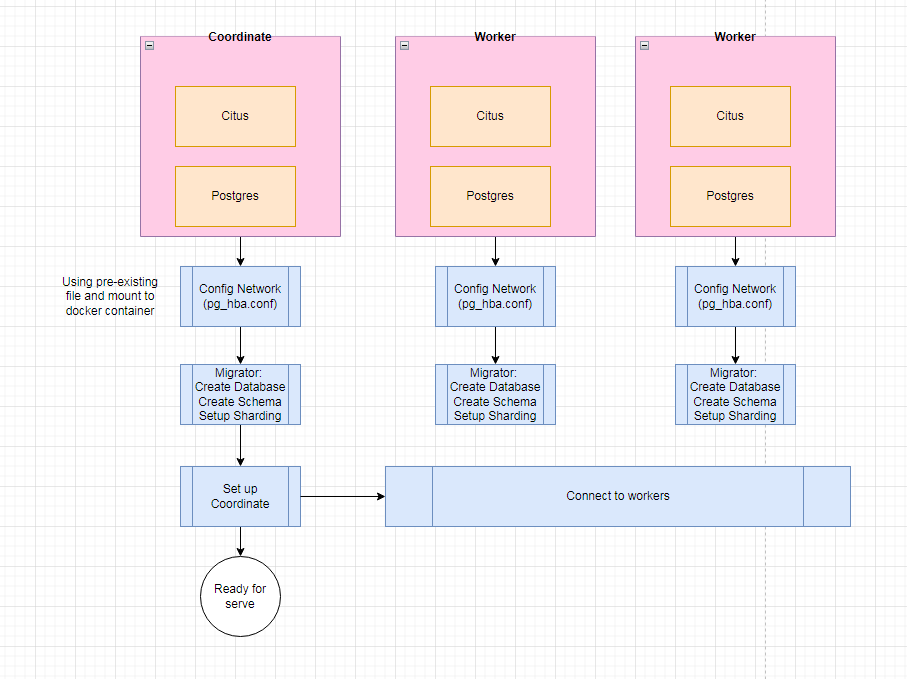 Coordinate
Worker
Worker
Citus
Citus
Citus
Postgres
Postgres
Postgres
Using pre-existing
file and mount to
docker container
Config Network
(pg_hba.conf)
Config Network
(pg_hba.conf)
Config Network
(pg_hba.conf)
Migrator:
Create Database
Create Schema
Setup Sharding
Migrator:
Create Database
Create Schema
Setup Sharding
Migrator:
Create Database
Create Schema
Setup Sharding
Set up
Coordinate
Connect to workers
Ready for
serve